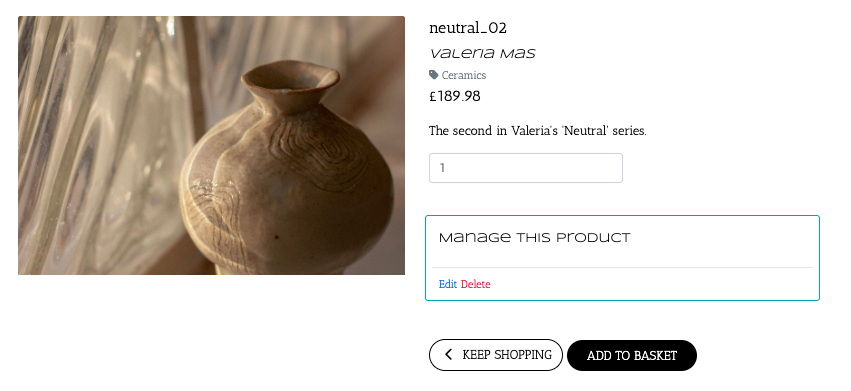 neutral_02
Valeria Mas
Ceramics
£189.98
The second in Valeria's 'Neutral' series.
1
Manage This Product
Edit Delete
KEEP SHOPPING
ADD TO BASKET